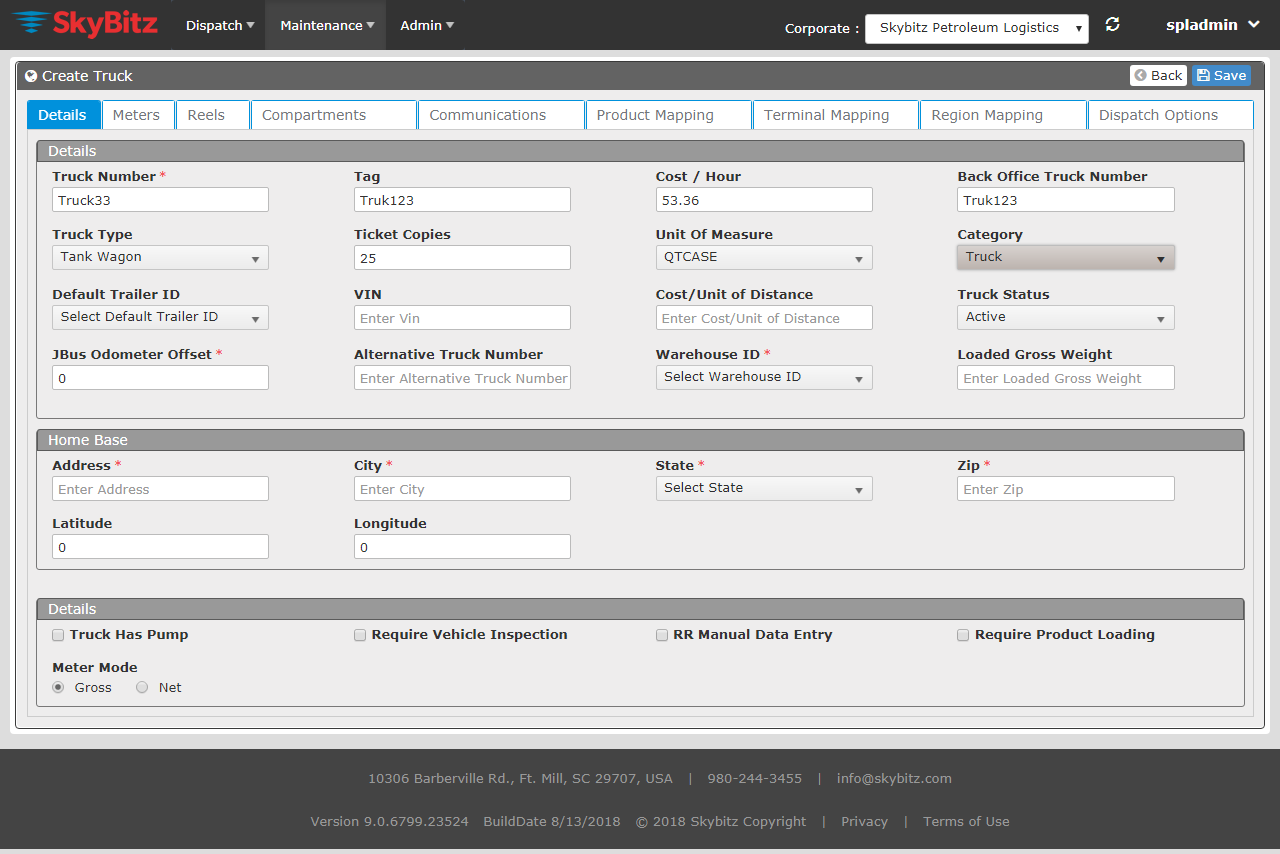 SkyBitz Dispatch Maintenance Admin Corporate : Skybitz Petroleum Logistics spladmin
Create Truck Back Save
Details Meters Reels Compartments Communications Product Mapping Terminal Mapping Region Mapping Dispatch Options
Details
Truck Number * Tag Cost / Hour Back Office Truck Number
Truck33 Truk123 53.36 Truk123
Truck Type Ticket Copies Unit Of Measure Category
Tank Wagon 25 QTCASE Truck
Default Trailer ID VIN Cost/Unit of Distance Truck Status
Select Default Trailer ID Enter Vin Enter Cost/Unit of Distance Active
JBus Odometer Offset * Alternative Truck Number Warehouse ID * Loaded Gross Weight
0 Enter Alternative Truck Number Select Warehouse ID Enter Loaded Gross Weight
Home Base
Address * City * State * Zip *
Enter Address Enter City Select State Enter Zip
Latitude Longitude
0 0
Details
Truck Has Pump Require Vehicle Inspection RR Manual Data Entry Require Product Loading
Meter Mode
Gross Net
10306 Barberville Rd., Ft. Mill, SC 29707, USA | 980-244-3455 | info@skybitz.com
Version 9.0.6799.23524 BuildDate 8/13/2018 © 2018 Skybitz Copyright | Privacy | Terms of Use